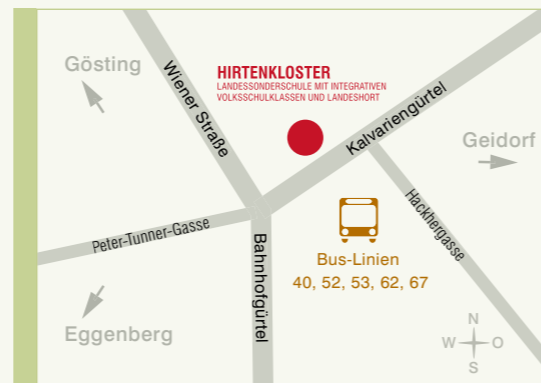 Gösting
Wiener Straße
HIRTENKLOSTER
LANDESSONDERSCHULE MIT INTEGRATIVEN
VOLKSSCHULKLASSEN UND LANDESHORT
Kalvariengürtel
Geidorf
Peter-Tunner-Gasse
Hackhergasse
Bahnhofgürtel
Bus-Linien
40, 52, 53, 62, 67
Eggenberg
N
W O
S